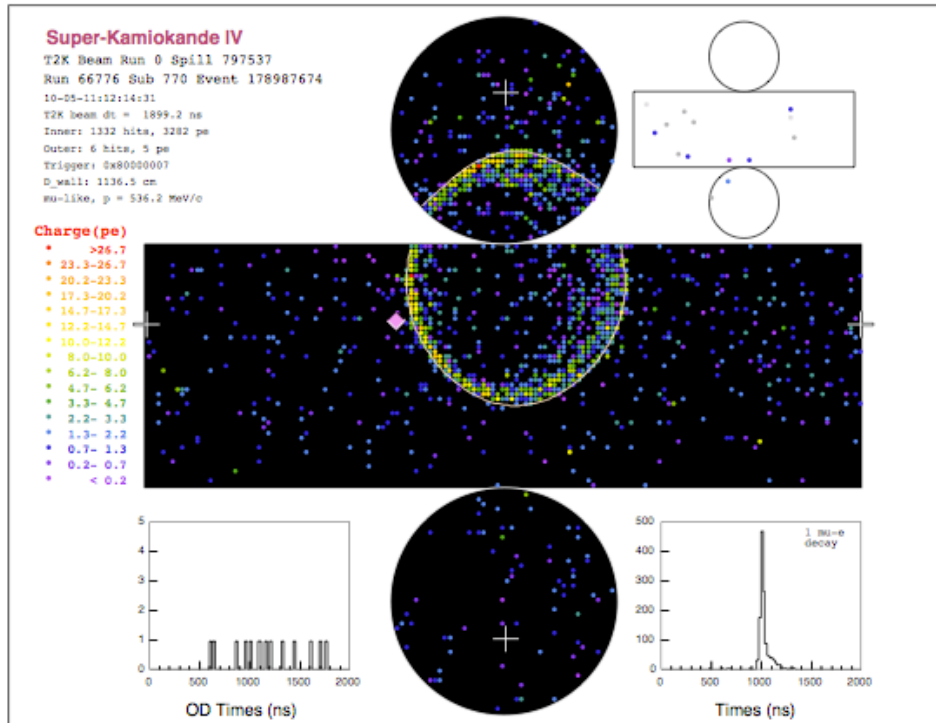 Super-Kamiokande IV
T2K Beam Run 0 Spill 797537
Run 66776 Sub 770 Event 178987674
10-05-11:12:14:31
T2K beam dt = 1899.2 ns
Inner: 1332 hits, 3282 pe
Outer: 6 hits, 5 pe
Trigger: 0x80000007
D_wall: 1136.5 cm
mu-like, p = 536.2 MeV/c
Charge(pe)
>26.7
23.3-26.7
20.2-23.3
17.3-20.2
14.7-17.3
12.2-14.7
10.0-12.2
8.0-10.0
6.2- 8.0
4.7- 6.2
3.3- 4.7
2.2- 3.3
1.3- 2.2
0.7- 1.3
0.2- 0.7
< 0.2
5
4
3
2
1
0
0 500 1000 1500 2000
OD Times (ns)
1 mu-e
decay
500
400
300
200
100
0
0 500 1000 1500 2000
Times (ns)